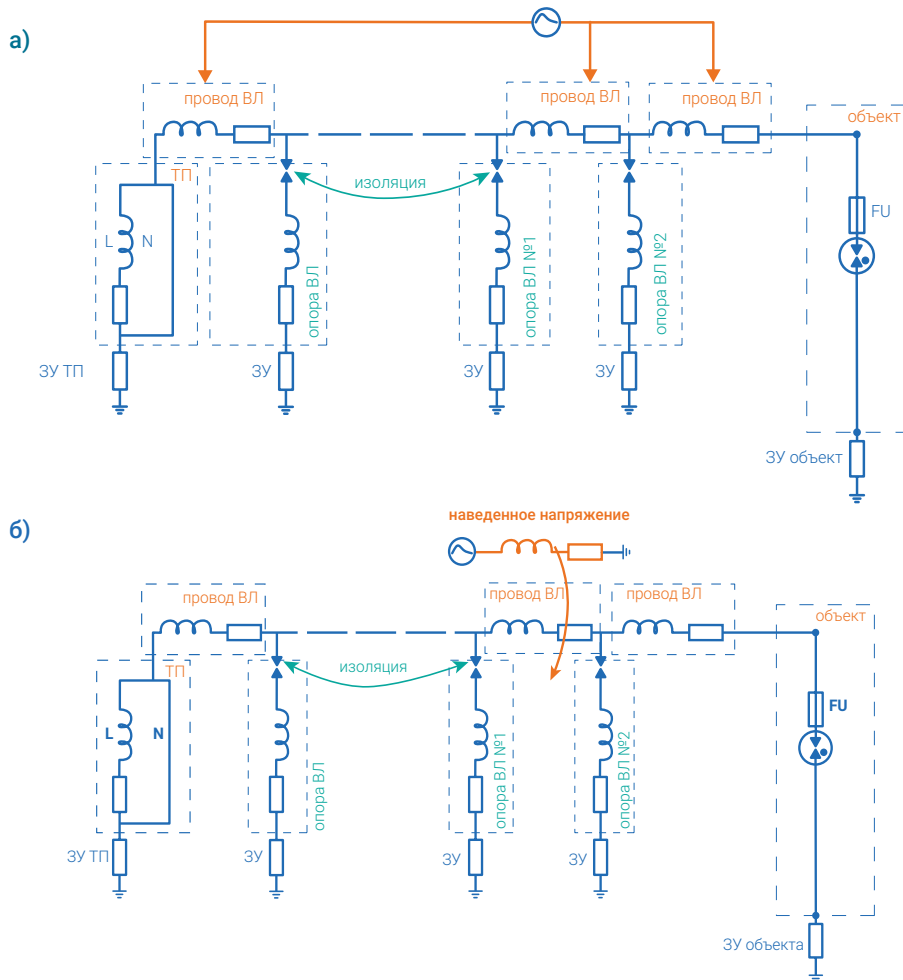 а)
провод ВЛ
провод ВЛ
провод ВЛ
объект
ТП
изоляция
L
N
FU
опора ВЛ
опора ВЛ №1
опора ВЛ №2
ЗУ ТП
ЗУ
ЗУ
ЗУ
ЗУ объект
б)
наведенное напряжение
провод ВЛ
провод ВЛ
провод ВЛ
объект
ТП
изоляция
L
N
FU
опора ВЛ
опора ВЛ №1
опора ВЛ №2
ЗУ ТП
ЗУ
ЗУ
ЗУ
ЗУ объекта